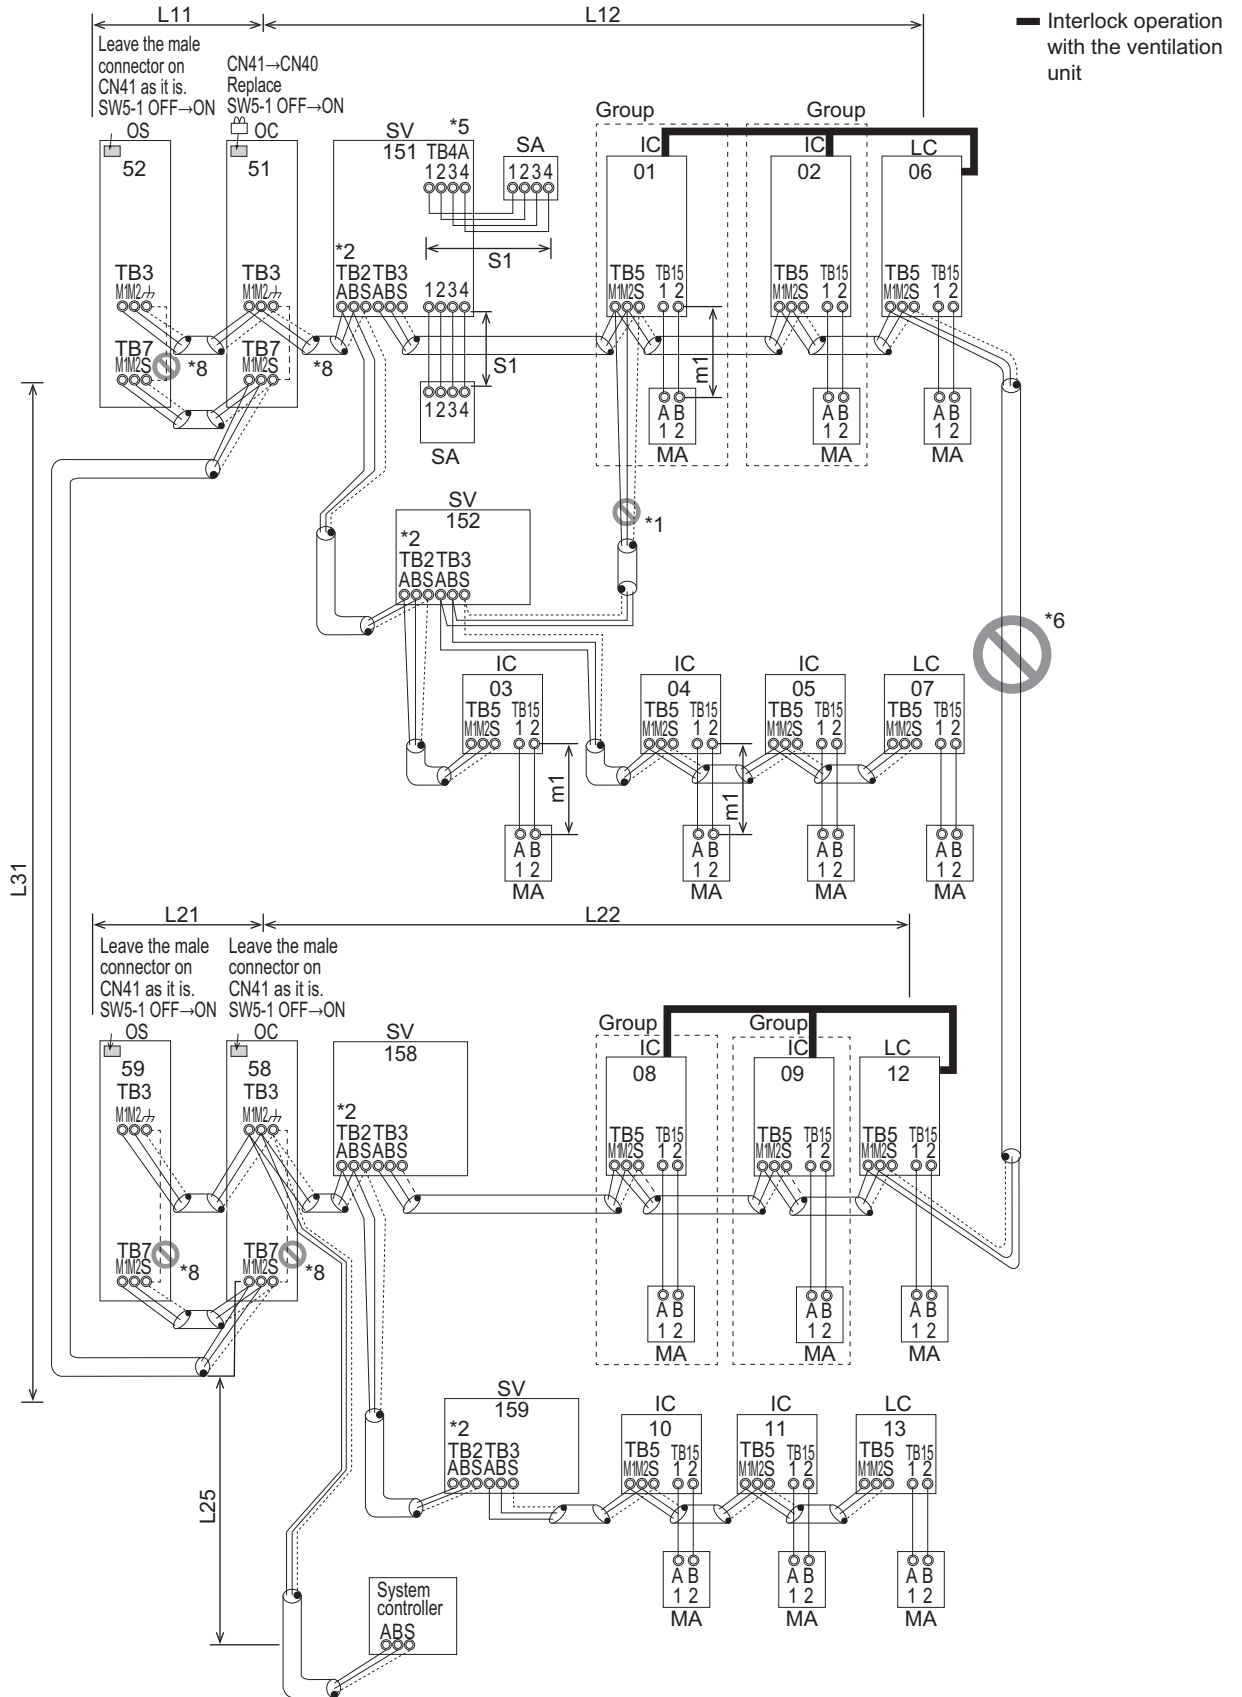 L11
L12
Interlock operation
with the ventilation
unit
Leave the male
connector on
CN41 as it is.
SW5-1 OFF→ON
CN41→CN40
Replace
SW5-1 OFF→ON
OS
52
OC
51
SV
151
*5
TB4A
1234
SA
1234
S1
Group
Group
IC
01
IC
02
LC
06
TB3
M1M2
TB3
M1M2
*2
TB2 TB3
ABS ABS
1234
TB5
M1M2S
TB15
1 2
TB5
M1M2S
TB15
1 2
TB5
M1M2S
TB15
1 2
TB7
M1M2S
*8
TB7
M1M2S
*8
S1
1234
SA
m1
A B
1 2
MA
A B
1 2
MA
A B
1 2
MA
SV
152
*2
TB2 TB3
ABS ABS
*1
*6
IC
03
TB5
M1M2S
TB15
1 2
IC
04
TB5
M1M2S
TB15
1 2
IC
05
TB5
M1M2S
TB15
1 2
LC
07
TB5
M1M2S
TB15
1 2
m1
m1
A B
1 2
MA
A B
1 2
MA
A B
1 2
MA
A B
1 2
MA
L31
L21
L22
Leave the male
connector on
CN41 as it is.
SW5-1 OFF→ON
Leave the male
connector on
CN41 as it is.
SW5-1 OFF→ON
OS
59
OC
58
SV
158
Group
Group
IC
08
IC
09
LC
12
TB3
M1M2
TB3
M1M2
*2
TB2 TB3
ABS ABS
TB5
M1M2S
TB15
1 2
TB5
M1M2S
TB15
1 2
TB5
M1M2S
TB15
1 2
TB7
M1M2S
*8
TB7
M1M2S
*8
A B
1 2
MA
A B
1 2
MA
A B
1 2
MA
SV
159
*2
TB2 TB3
ABS ABS
IC
10
TB5
M1M2S
TB15
1 2
IC
11
TB5
M1M2S
TB15
1 2
LC
13
TB5
M1M2S
TB15
1 2
L25
A B
1 2
MA
A B
1 2
MA
A B
1 2
MA
System
controller
ABS